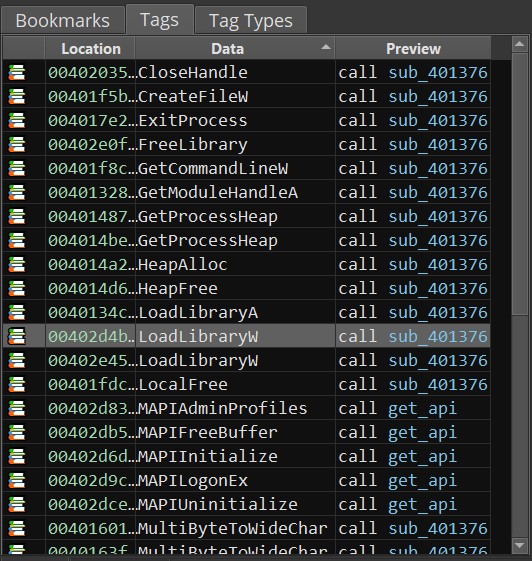 Bookmarks Tags Tag Types
Location Data Preview
00402035… CloseHandle call sub_401376
00401f5b… CreateFileW call sub_401376
004017e2… ExitProcess call sub_401376
00402e0f… FreeLibrary call sub_401376
00401f8c… GetCommandLineW call sub_401376
00401328… GetModuleHandleA call sub_401376
00401487… GetProcessHeap call sub_401376
004014be… GetProcessHeap call sub_401376
004014a2… HeapAlloc call sub_401376
004014d6… HeapFree call sub_401376
0040134c… LoadLibraryA call sub_401376
00402d4b… LoadLibraryW call sub_401376
00402e45… LoadLibraryW call sub_401376
00401fdc… LocalFree call sub_401376
00402d83… MAPIAdminProfiles call get_api
00402db5… MAPIFreeBuffer call get_api
00402d6d… MAPIInitialize call get_api
00402d9c… MAPILogonEx call get_api
00402dce… MAPIUninitialize call get_api
00401601… MultiByteToWideChar call sub_401376
0040163f… MultiByteToWideChar call sub_401376